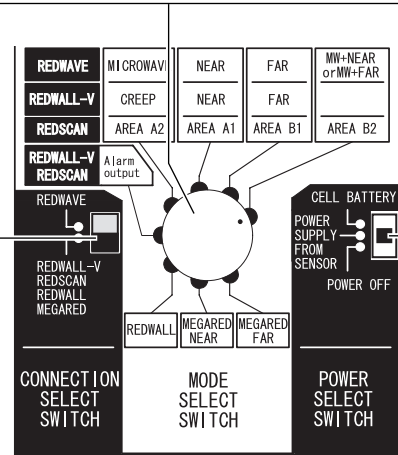 REDWAVE MICROWAVE NEAR FAR MW+NEAR
orMW+FAR
REDWALL-V CREEP NEAR FAR
REDSCAN AREA A2 AREA A1 AREA B1 AREA B2
REDWALL-V
REDSCAN
Alarm
output
REDWAVE
REDWALL-V
REDSCAN
REDWALL
MEGARED
CELL BATTERY
POWER
SUPPLY
FROM
SENSOR
POWER OFF
REDWALL
MEGARED
NEAR
MEGARED
FAR
CONNECTION
SELECT
SWITCH
MODE
SELECT
SWITCH
POWER
SELECT
SWITCH